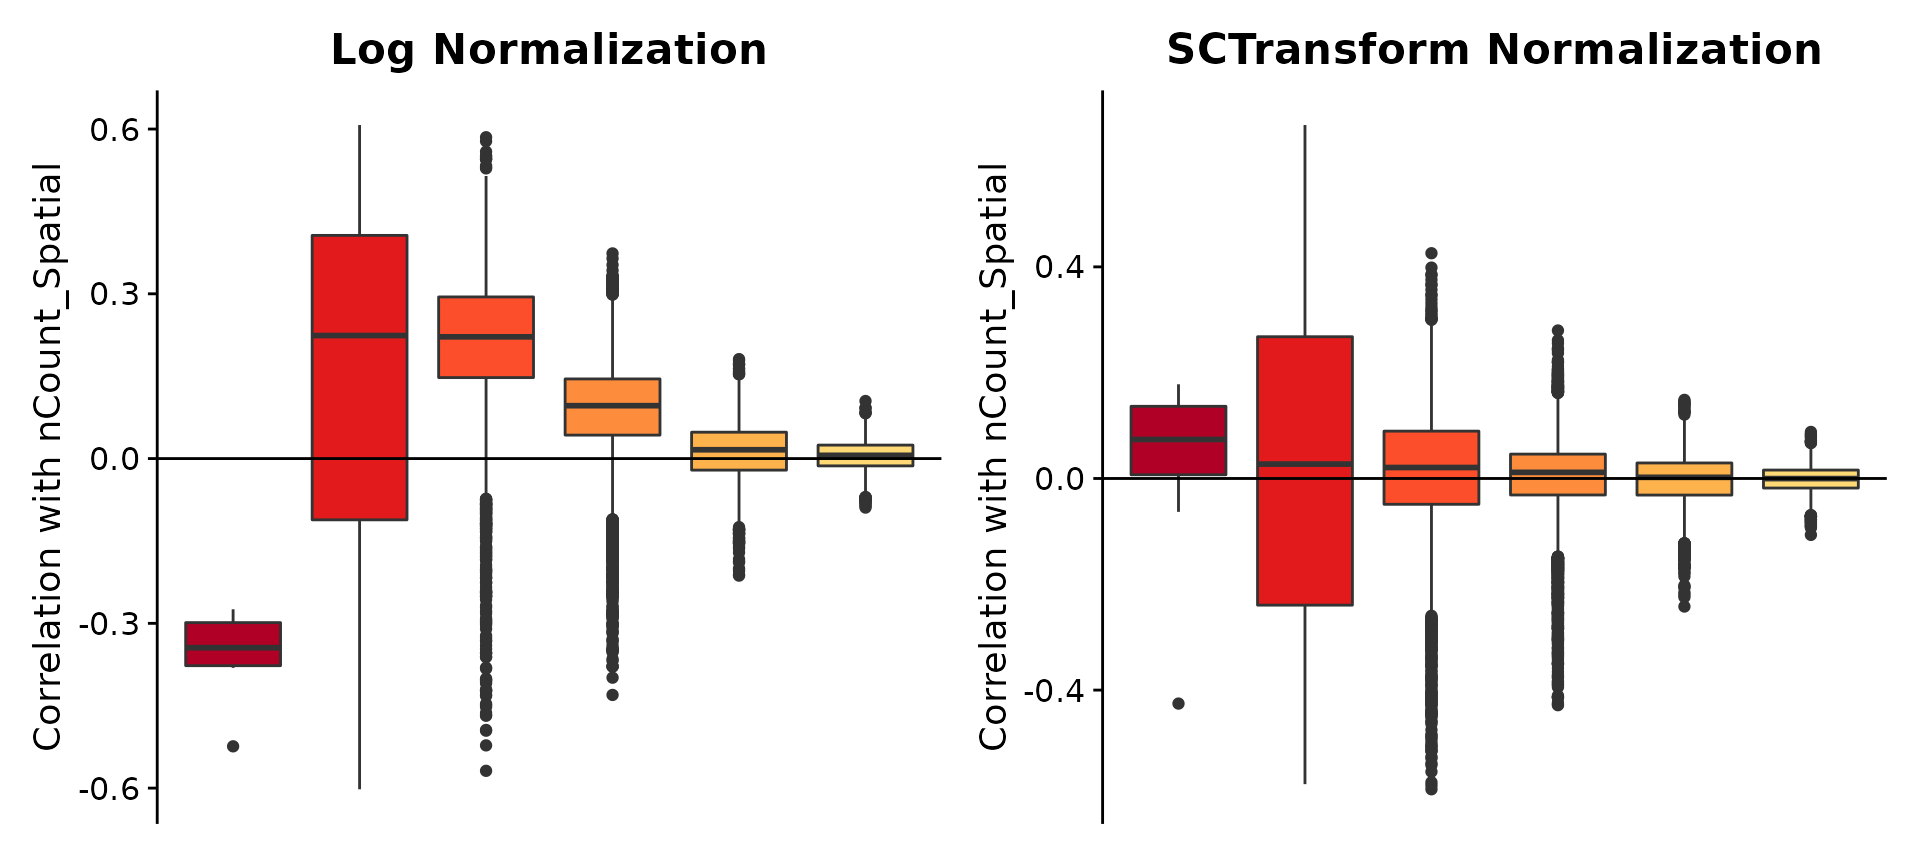 Log Normalization
Correlation with nCount_Spatial
0.6
0.3
0.0
-0.3
-0.6
SCTransform Normalization
Correlation with nCount_Spatial
0.4
0.0
-0.4